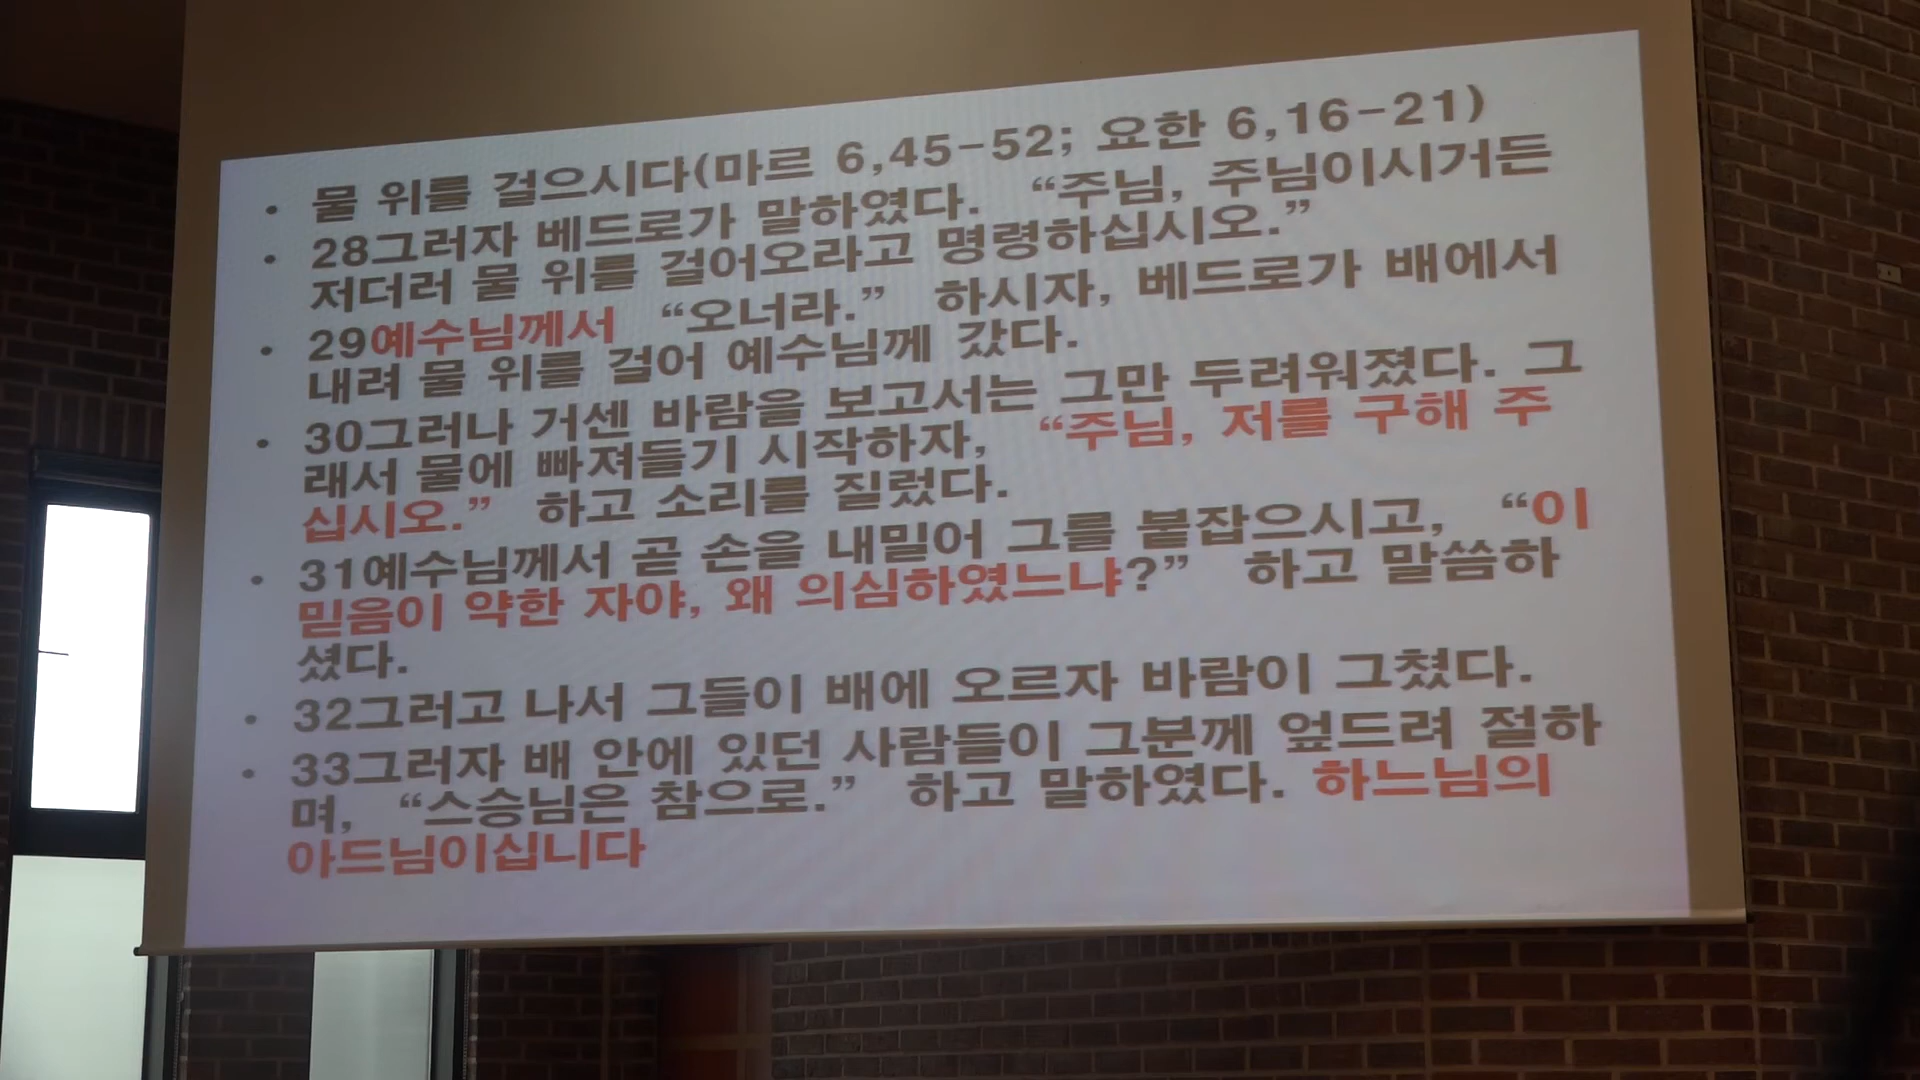 • 물 위를 걸으시다(마르 6,45-52; 요한 6,16-21)
• 28그러자 베드로가 말하였다. “주님, 주님이시거든
저더러 물 위를 걸어오라고 명령하십시오.”
• 29예수님께서 “오너라.” 하시자, 베드로가 배에서
내려 물 위를 걸어 예수님께 갔다.
• 30그러나 거센 바람을 보고서는 그만 두려워졌다. 그
래서 물에 빠져들기 시작하자, “주님, 저를 구해 주
십시오.” 하고 소리를 질렀다.
• 31예수님께서 곧 손을 내밀어 그를 붙잡으시고, “이
믿음이 약한 자야, 왜 의심하였느냐?” 하고 말씀하
셨다.
• 32그러고 나서 그들이 배에 오르자 바람이 그쳤다.
• 33그러자 배 안에 있던 사람들이 그분께 엎드려 절하
며, “스승님은 참으로.” 하고 말하였다. 하느님의
아드님이십니다